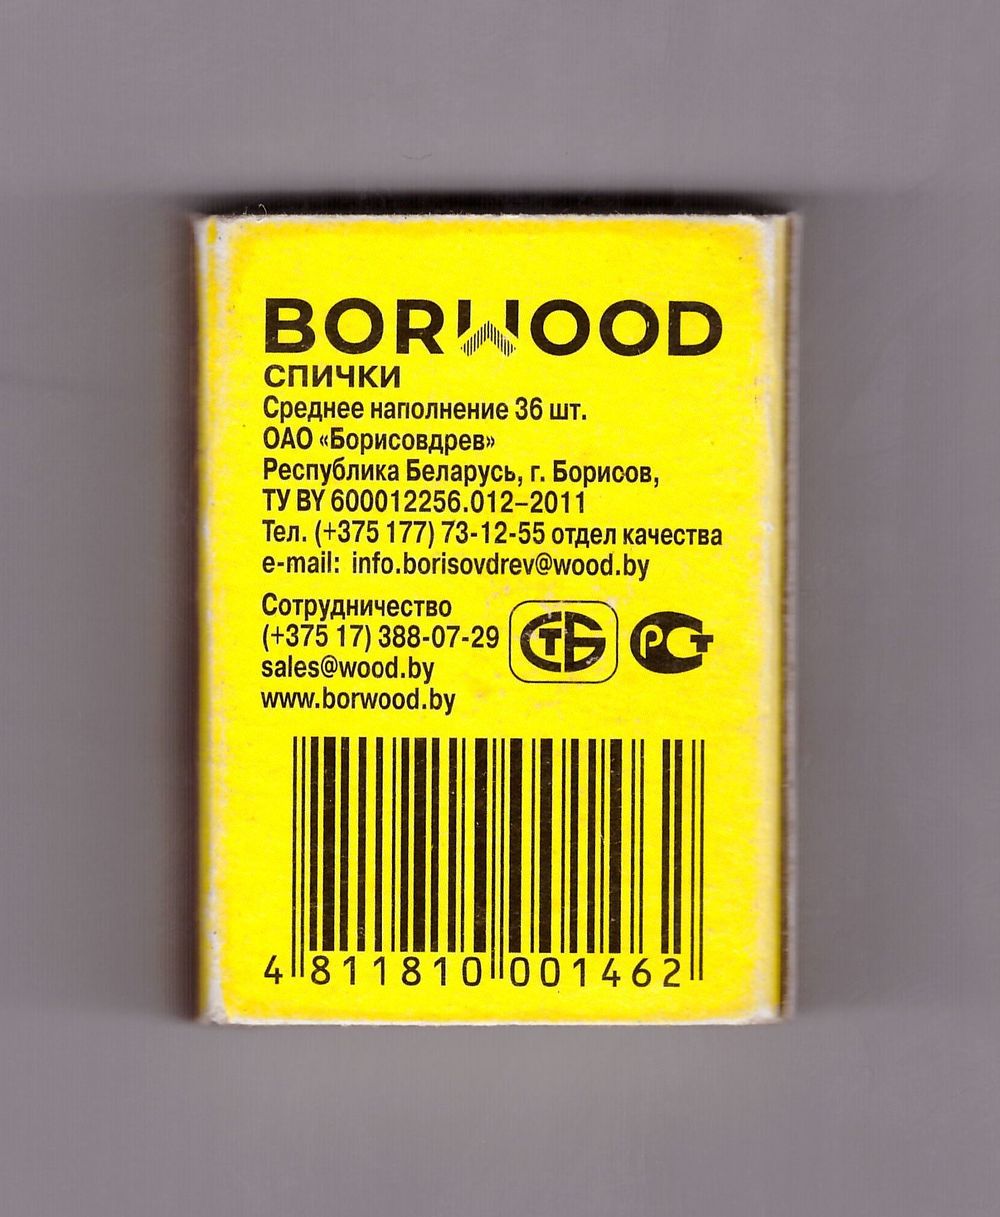 BORWOOD
спички
Среднее наполнение 36 шт.
ОАО «Борисовдрев»
Республика Беларусь, г. Борисов,
ТУ BY 600012256.012–2011
Тел. (+375 177) 73-12-55 отдел качества
e-mail: info.borisovdrev@wood.by
Сотрудничество
(+375 17) 388-07-29
sales@wood.by
www.borwood.by
СТБ РСТ
4 811810 001462